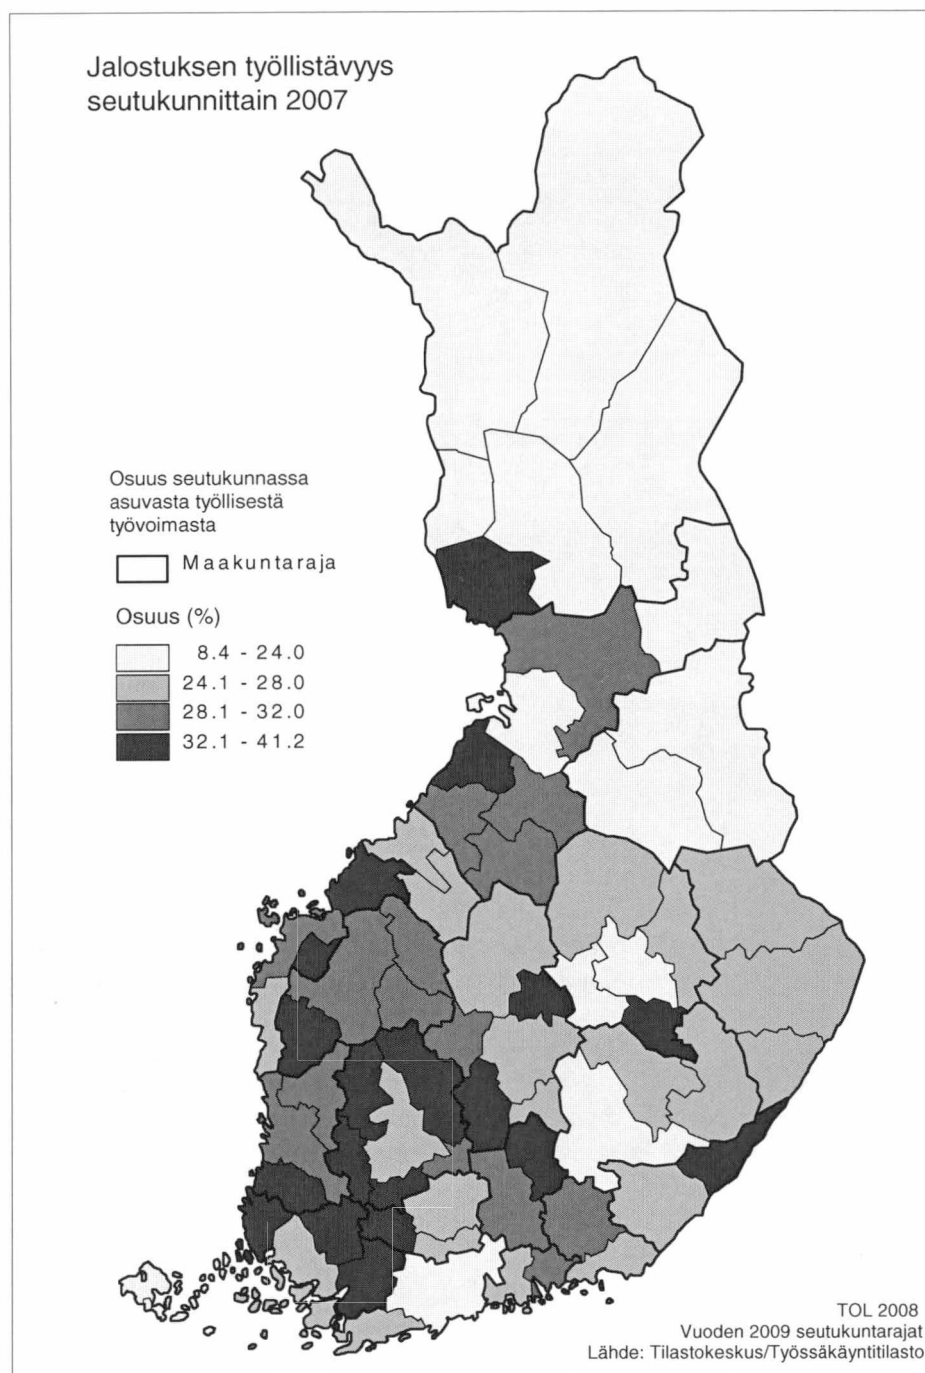 Jalostuksen työllistävyys
seutukunnittain 2007
Osuus seutukunnassa
asuvasta työllisestä
työvoimasta
Maakuntaraja
Osuus (%)
8.4 - 24.0
24.1 - 28.0
28.1 - 32.0
32.1 - 41.2
TOL 2008
Vuoden 2009 seutukuntarajat
Lähde: Tilastokeskus/Työssäkäyntitilasto